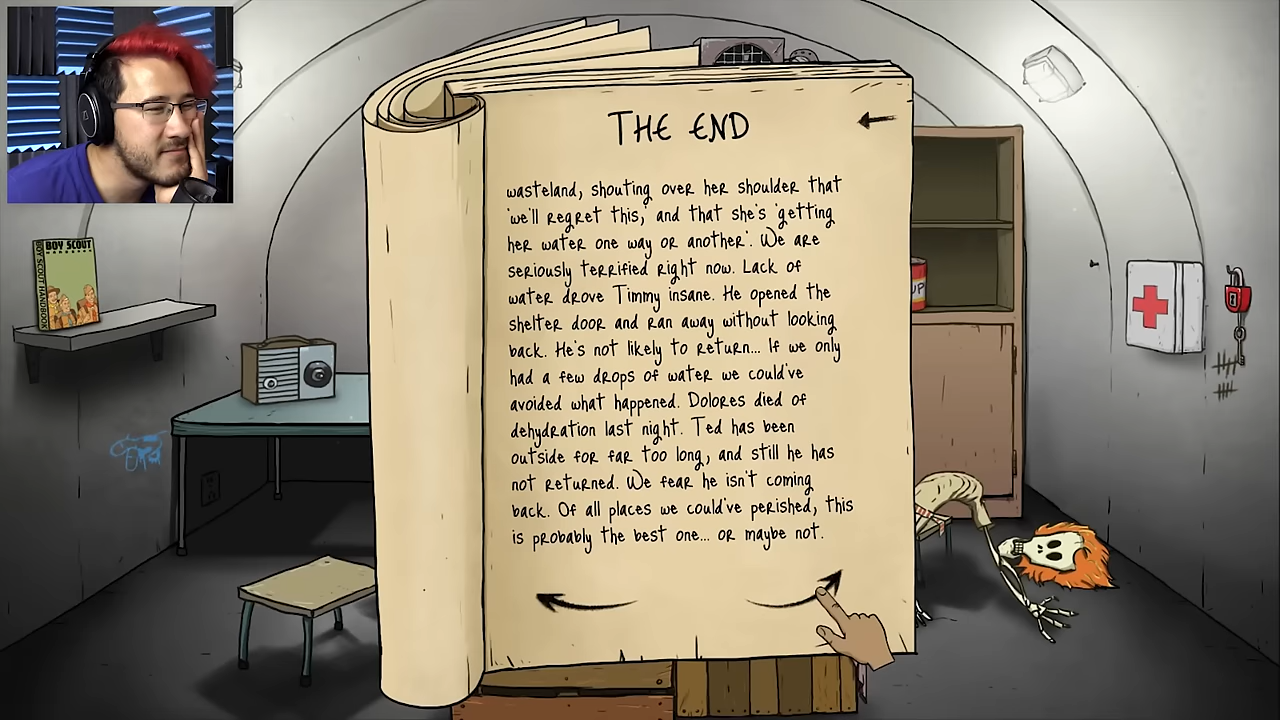 THE END
wasteland, shouting over her shoulder that
'we'll regret this,' and that she's 'getting
her water one way or another'. We are
seriously terrified right now. Lack of
water drove Timmy insane. He opened the
shelter door and ran away without looking
back. He's not likely to return... If we only
had a few drops of water we could've
avoided what happened. Dolores died of
dehydration last night. Ted has been
outside for far too long, and still he has
not returned. We fear he isn't coming
back. Of all places we could've perished, this
is probably the best one... or maybe not.
BOY SCOUT
BOY SCOUT HANDBOOK
UP